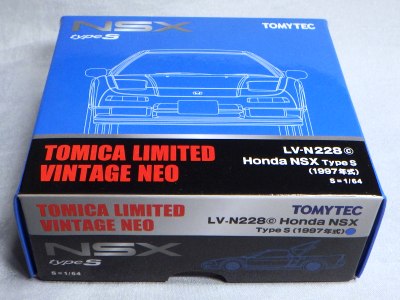 NSX
type S
TOMYTEC
TOMICA LIMITED
VINTAGE NEO
LV-N228 ⓒ
Honda NSX Type S
(1997年式)
S=1/64
TOMICA LIMITED
VINTAGE NEO
TOMYTEC
LV-N228ⓒ Honda NSX
Type S (1997年式)
NSX
type S
S=1/64